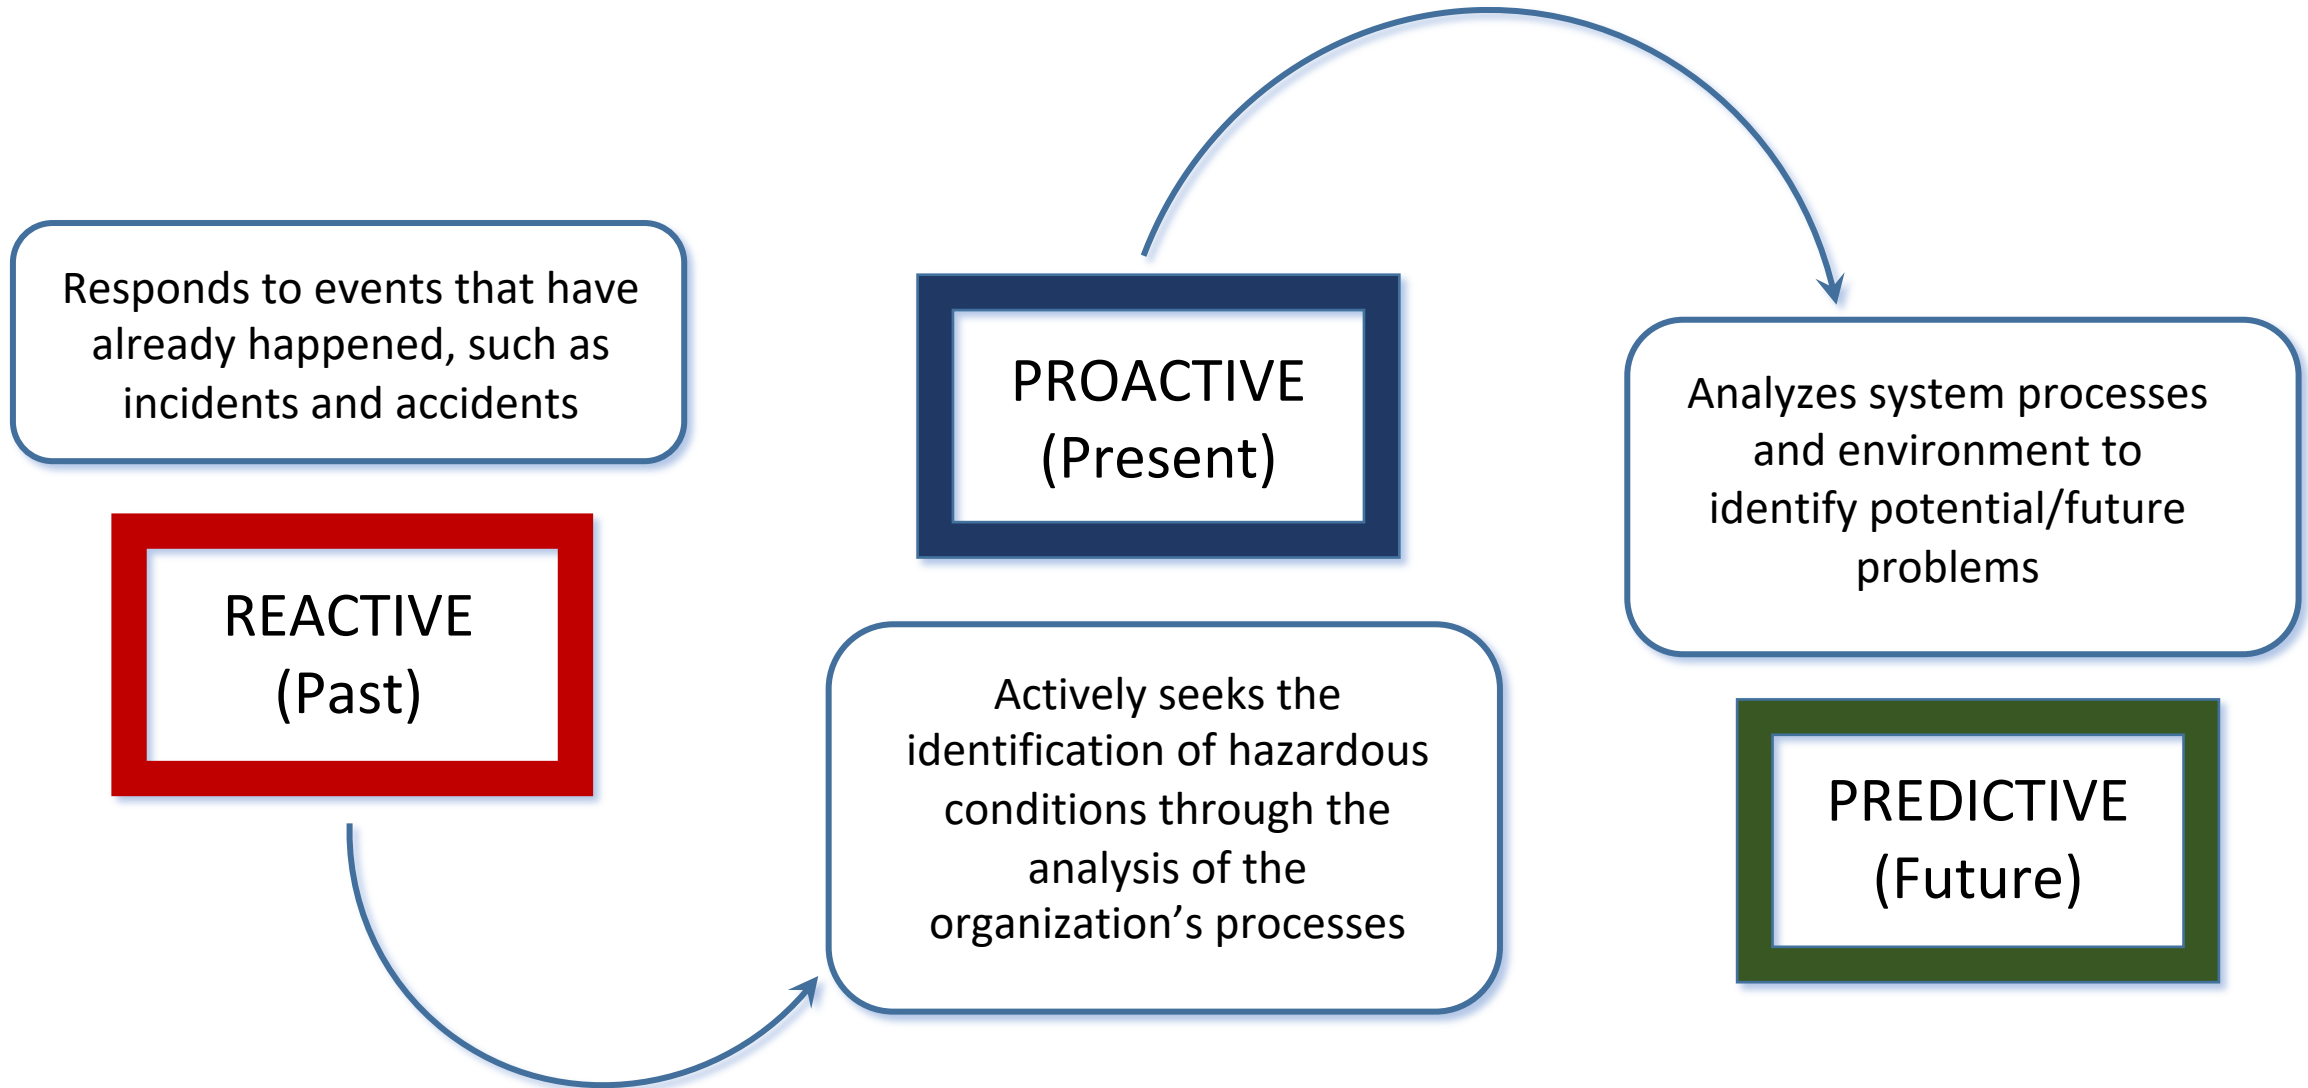 Responds to events that have
already happened, such as
incidents and accidents
REACTIVE
(Past)
PROACTIVE
(Present)
Actively seeks the
identification of hazardous
conditions through the
analysis of the
organization’s processes
Analyzes system processes
and environment to
identify potential/future
problems
PREDICTIVE
(Future)